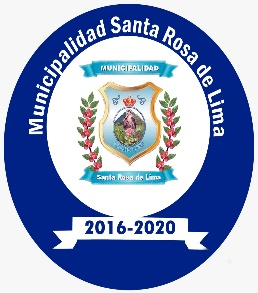 Municipalidad Santa Rosa de Lima
MUNICIPALIDAD
Santa Rosa de Lima
2016-2020